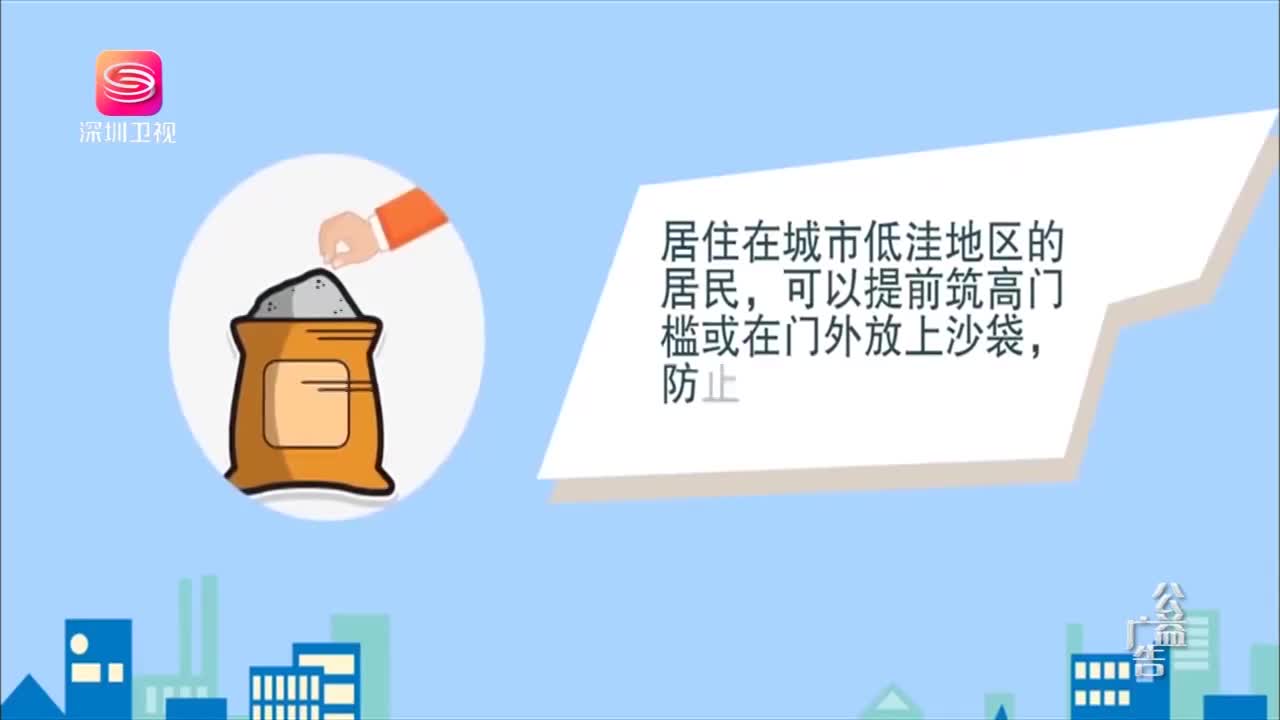 深圳卫视
居住在城市低洼地区的
居民，可以提前筑高门
槛或在门外放上沙袋，
防止
公益
广告